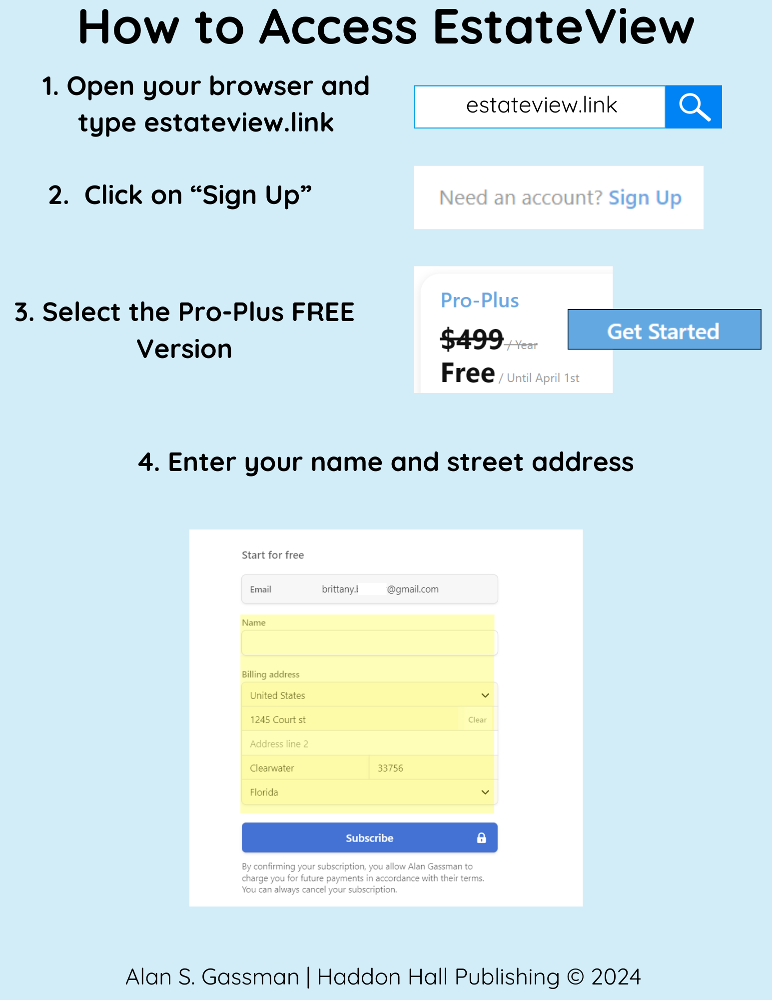 How to Access EstateView
1. Open your browser and
type estateview.link
estateview.link
2. Click on “Sign Up”
Need an account? Sign Up
3. Select the Pro-Plus FREE
Version
Pro-Plus
$499 / Year
Get Started
Free / Until April 1st
4. Enter your name and street address
Start for free
Email brittany. @gmail.com
Name
Billing address
United States
1245 Court st Clear
Address line 2
Clearwater 33756
Florida
Subscribe
By confirming your subscription, you allow Alan Gassman to
charge you for future payments in accordance with their terms.
You can always cancel your subscription.
Alan S. Gassman | Haddon Hall Publishing © 2024